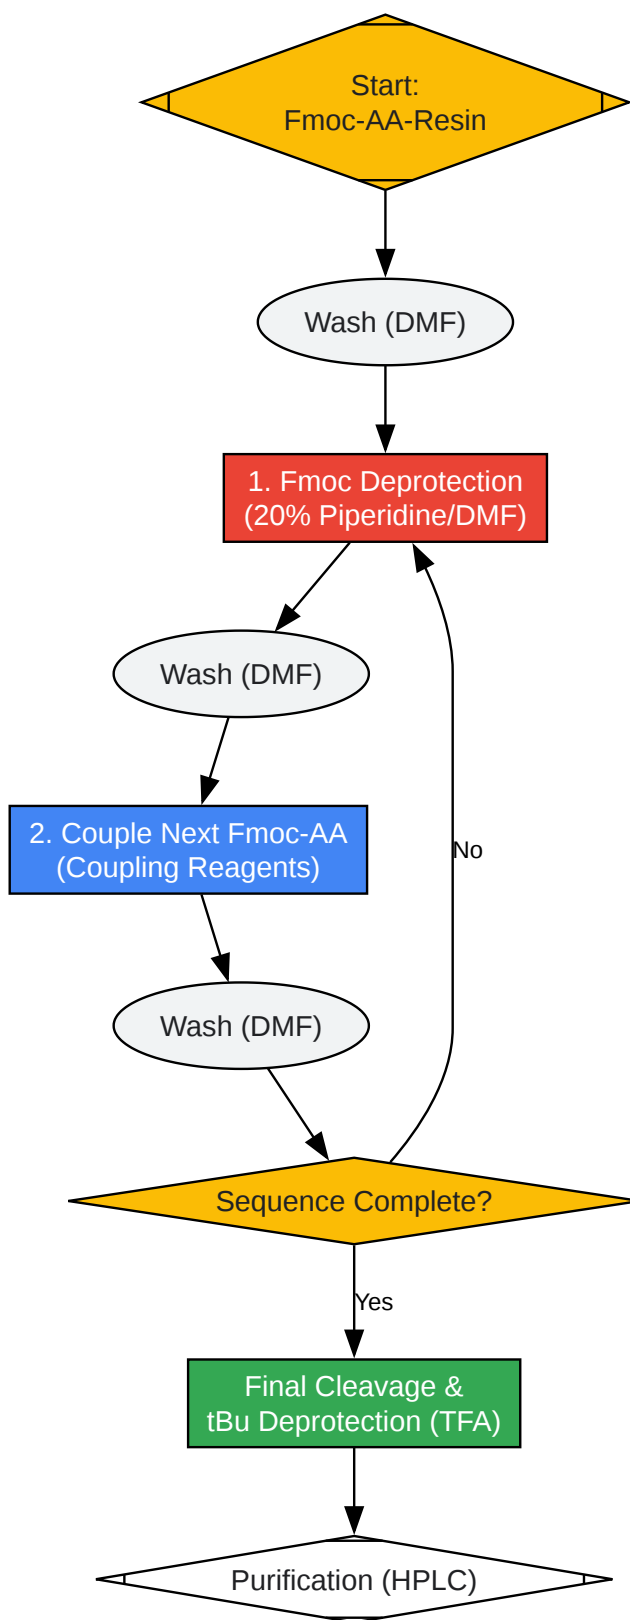 Start:
Fmoc-AA-Resin
Wash (DMF)
1. Fmoc Deprotection
(20% Piperidine/DMF)
Wash (DMF)
2. Couple Next Fmoc-AA
(Coupling Reagents)
No
Wash (DMF)
Sequence Complete?
Yes
Final Cleavage &
tBu Deprotection (TFA)
Purification (HPLC)